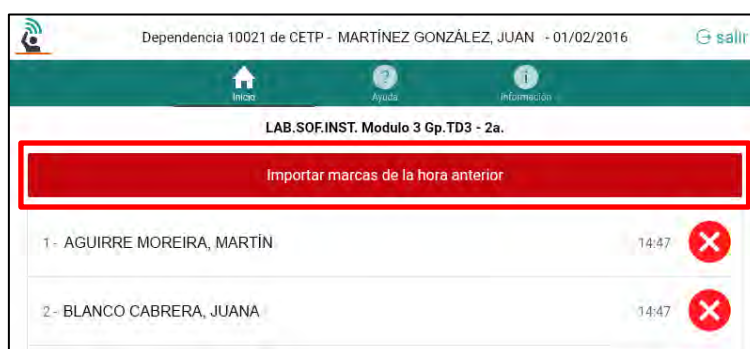 Dependencia 10021 de CETP - MARTÍNEZ GONZÁLEZ, JUAN - 01/02/2016 salir
Inicio Ayuda Información
LAB.SOF.INST. Modulo 3 Gp.TD3 - 2a.
Importar marcas de la hora anterior
1 - AGUIRRE MOREIRA, MARTÍN 14:47
2 - BLANCO CABRERA, JUANA 14:47